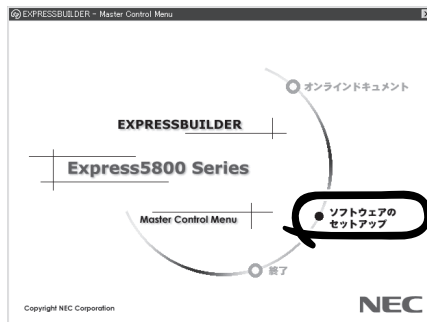 EXPRESSBUILDER - Master Control Menu
オンラインドキュメント
EXPRESSBUILDER
Express5800 Series
Master Control Menu
ソフトウェアの
セットアップ
終了
Copyright NEC Corporation
NEC